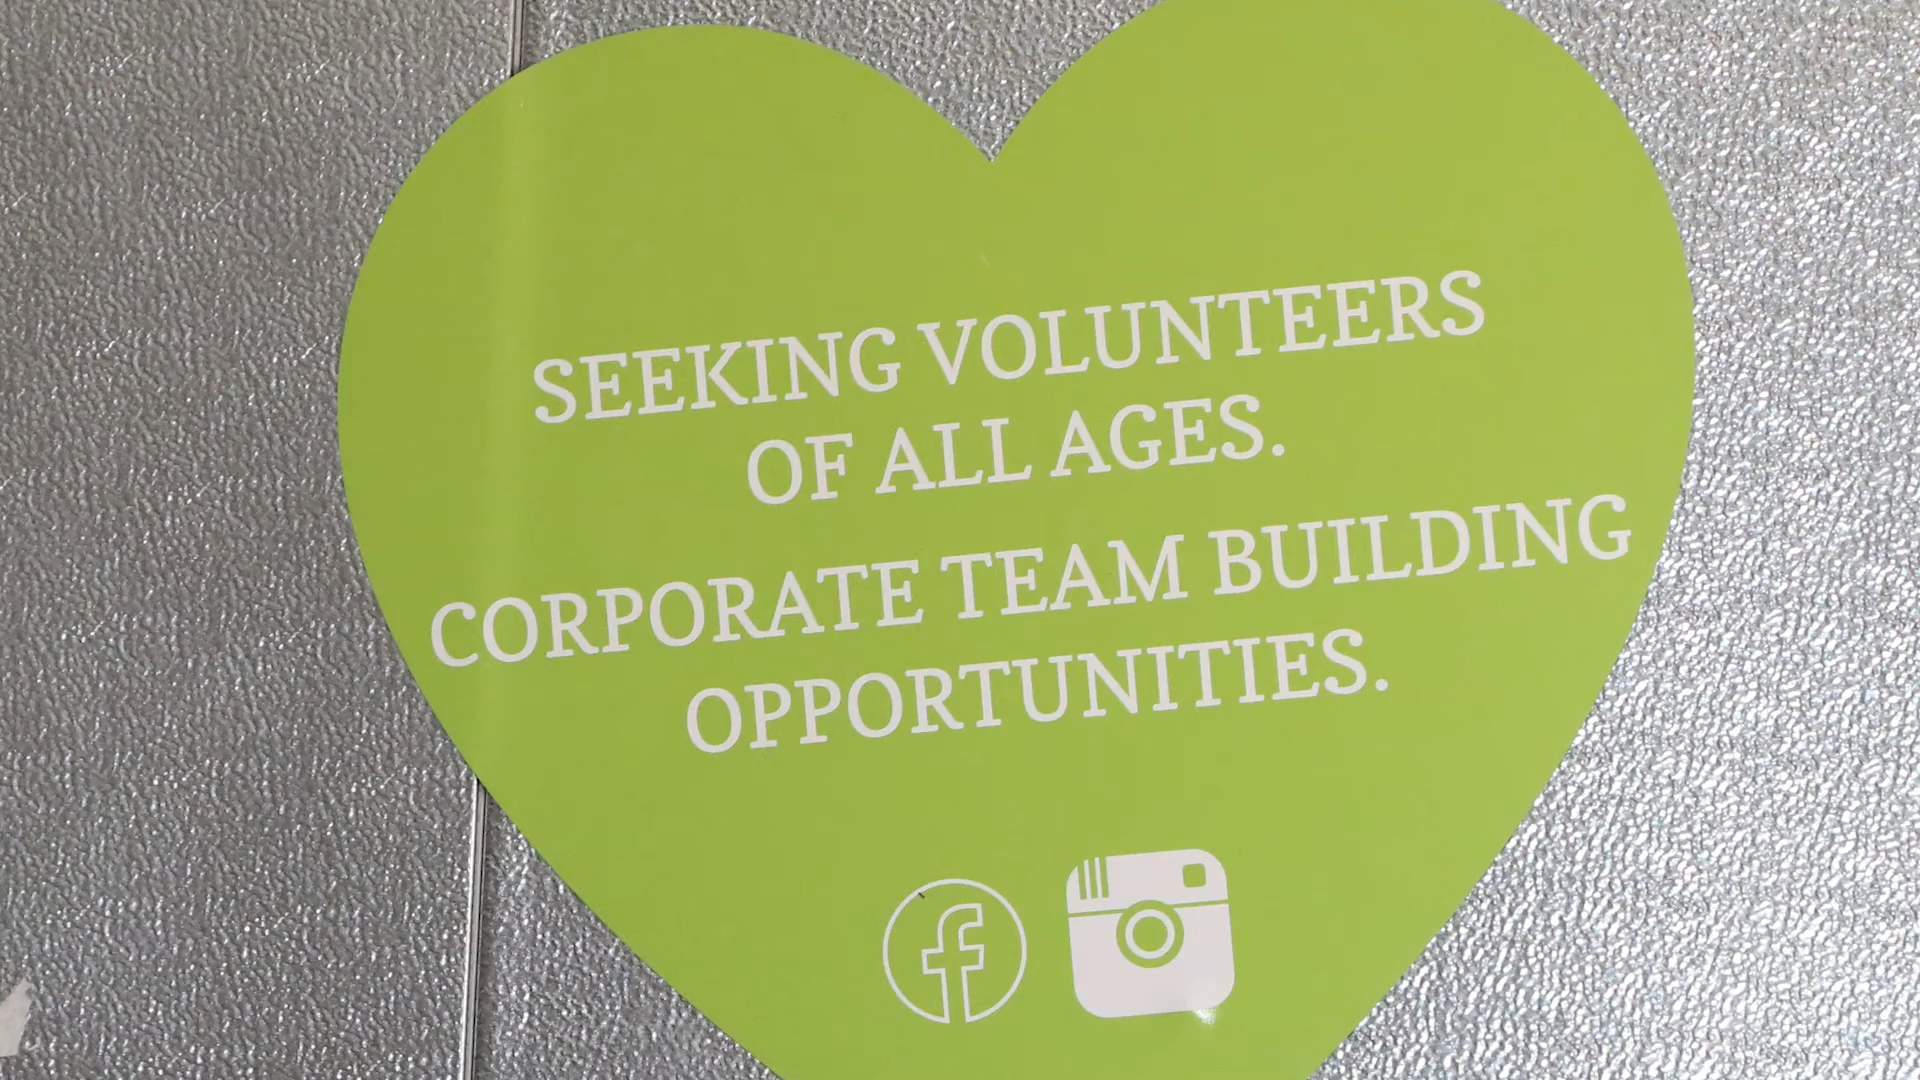 SEEKING VOLUNTEERS
OF ALL AGES.
CORPORATE TEAM BUILDING
OPPORTUNITIES.